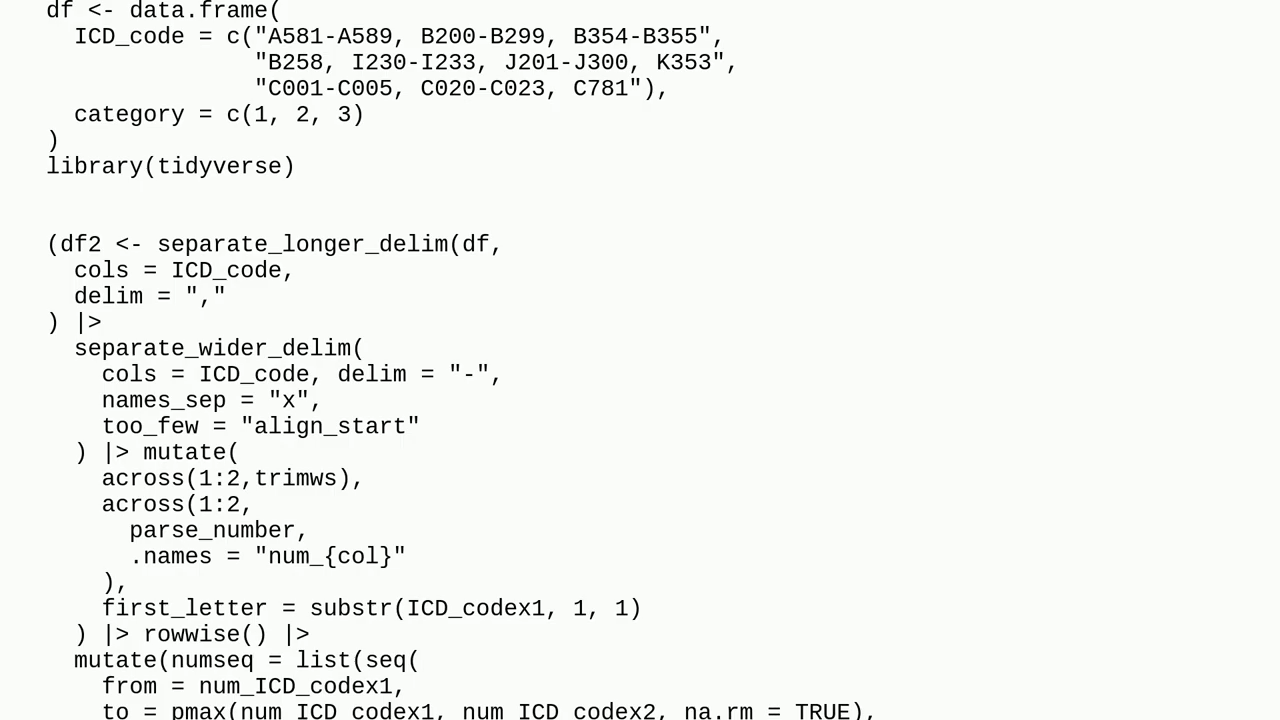 df <- data.frame(
  ICD_code = c("A581-A589, B200-B299, B354-B355",
               "B258, I230-I233, J201-J300, K353",
               "C001-C005, C020-C023, C781"),
  category = c(1, 2, 3)
)
library(tidyverse)
(df2 <- separate_longer_delim(df,
  cols = ICD_code,
  delim = ","
) |>
  separate_wider_delim(
    cols = ICD_code, delim = "-",
    names_sep = "x",
    too_few = "align_start"
  ) |> mutate(
    across(1:2,trimws),
    across(1:2,
      parse_number,
      .names = "num_{col}"
    ),
    first_letter = substr(ICD_codex1, 1, 1)
  ) |> rowwise() |>
  mutate(numseq = list(seq(
    from = num_ICD_codex1,
    to = pmax(num_ICD_codex1, num_ICD_codex2, na.rm = TRUE),